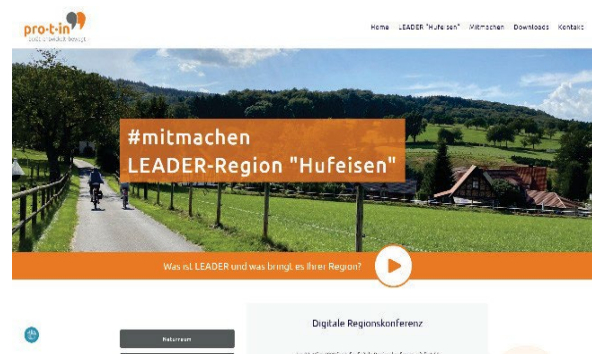 pro-t-in
Home LEADER "Hufeisen" Mitmachen Downloads Kontakt
#mitmachen
LEADER-Region "Hufeisen"
Was ist LEADER und was bringt es Ihrer Region?
Digitale Regionskonferenz
Naturraum